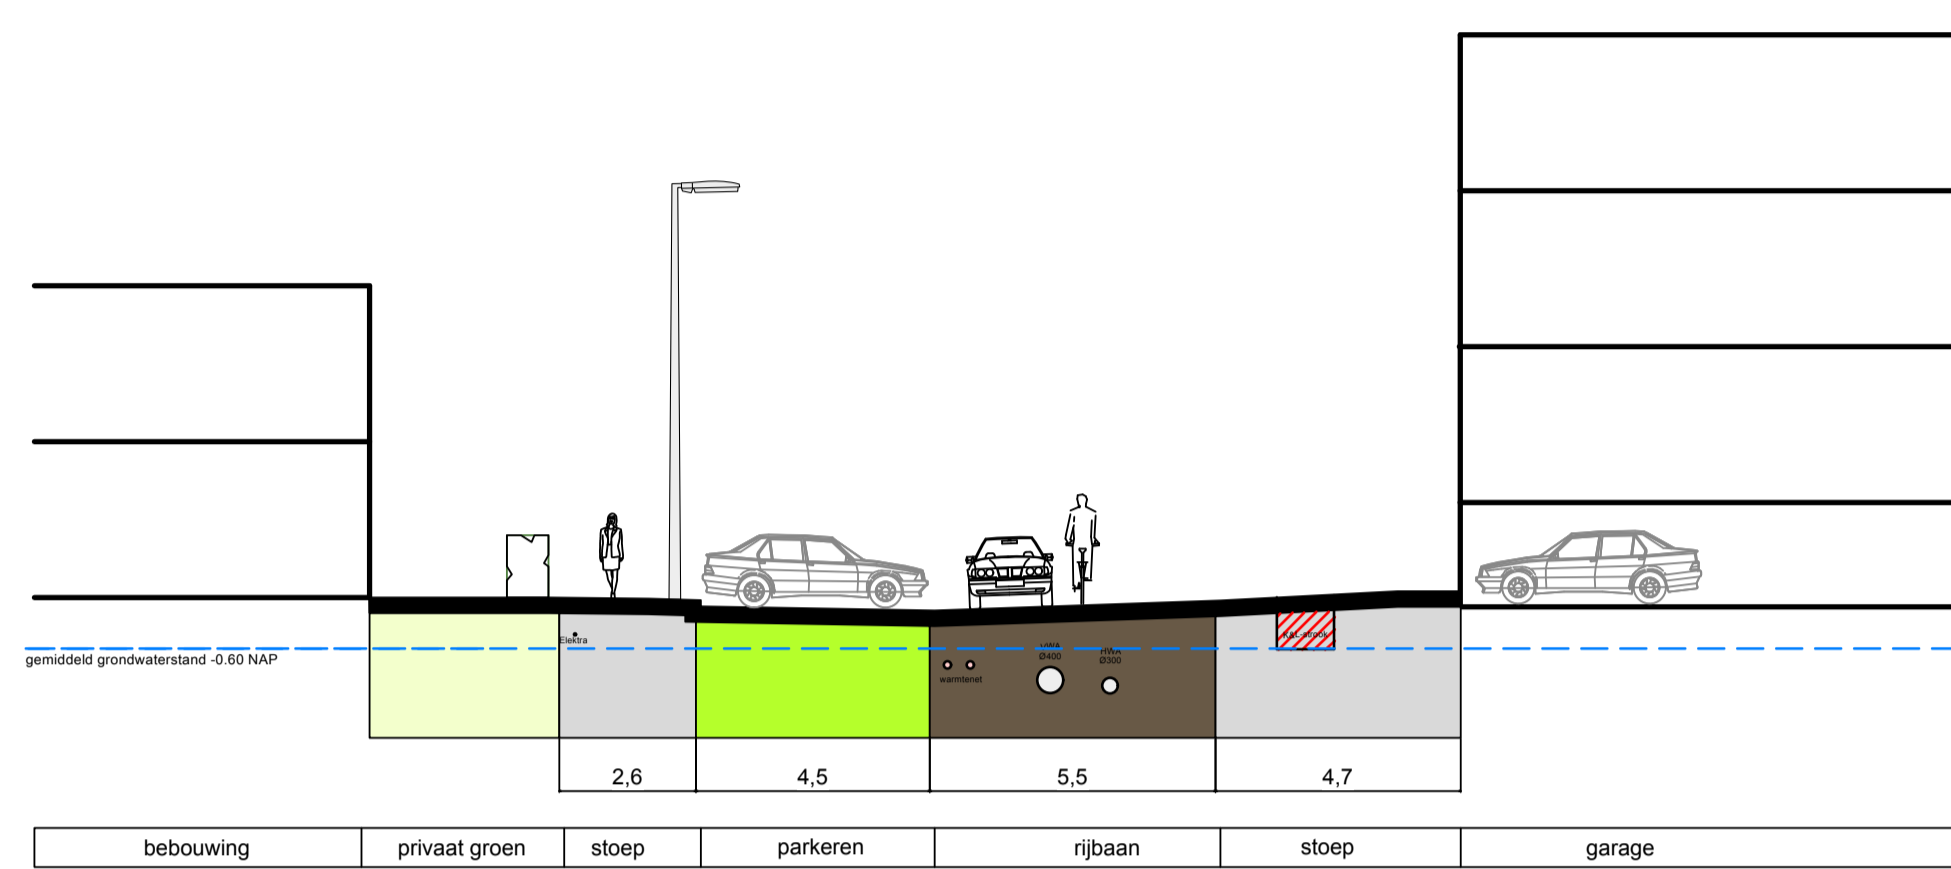 Elektra
K&L-strook
gemiddeld grondwaterstand -0.60 NAP
warmtenet
Ø400
HWA
Ø300
2,6
4,5
5,5
4,7
bebouwing
privaat groen
stoep
parkeren
rijbaan
stoep
garage